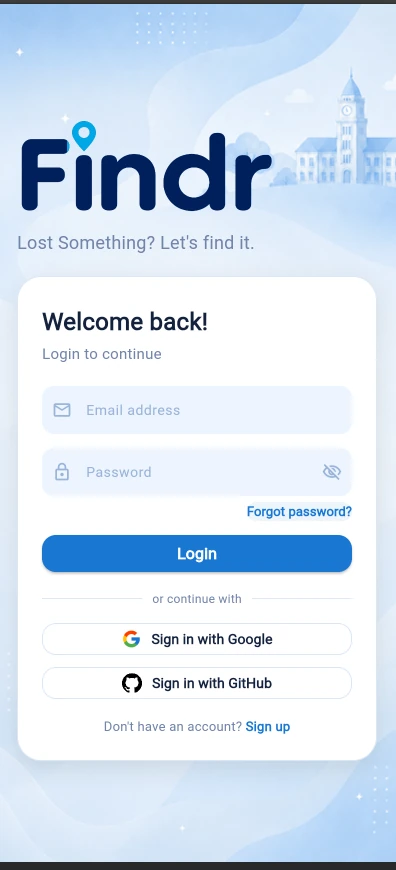 Findr
Lost Something? Let's find it.
Welcome back!
Login to continue
Email address
Password
Forgot password?
Login
or continue with
Sign in with Google
Sign in with GitHub
Don't have an account? Sign up